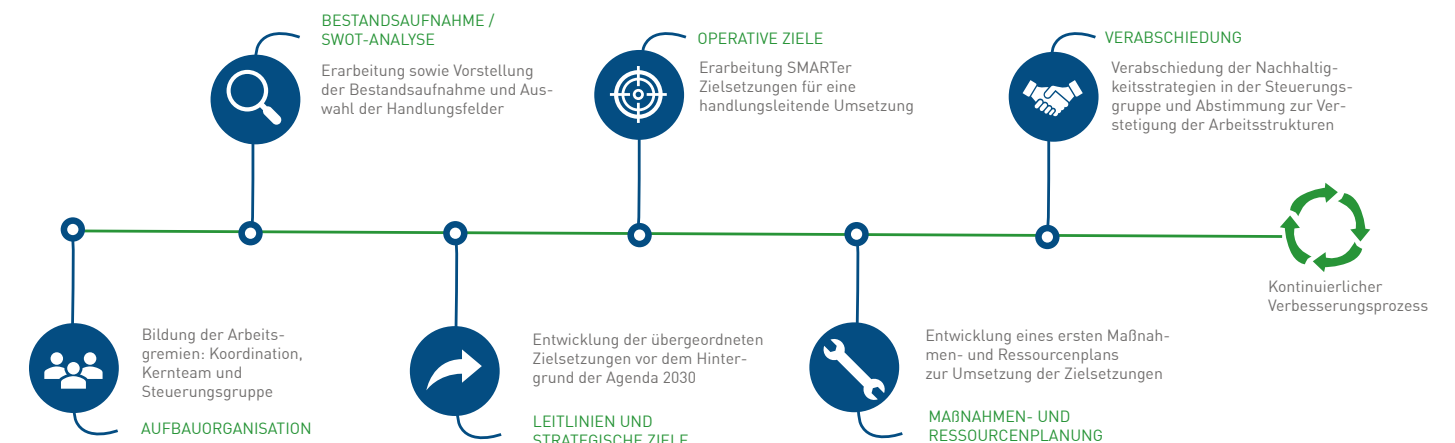 BESTANDSAUFNAHME /
SWOT-ANALYSE
Erarbeitung sowie Vorstellung
der Bestandsaufnahme und Aus-
wahl der Handlungsfelder
OPERATIVE ZIELE
Erarbeitung SMARTer
Zielsetzungen für eine
handlungsleitende Umsetzung
VERABSCHIEDUNG
Verabschiedung der Nachhaltig-
keitsstrategien in der Steuerungs-
gruppe und Abstimmung zur Ver-
stetigung der Arbeitsstrukturen
Kontinuierlicher
Verbesserungsprozess
Bildung der Arbeits-
gremien: Koordination,
Kernteam und
Steuerungsgruppe
AUFBAUORGANISATION
Entwicklung der übergeordneten
Zielsetzungen vor dem Hinter-
grund der Agenda 2030
LEITLINIEN UND
STRATEGISCHE ZIELE
Entwicklung eines ersten Maßnah-
men- und Ressourcenplans
zur Umsetzung der Zielsetzungen
MAßNAHMEN- UND
RESSOURCENPLANUNG